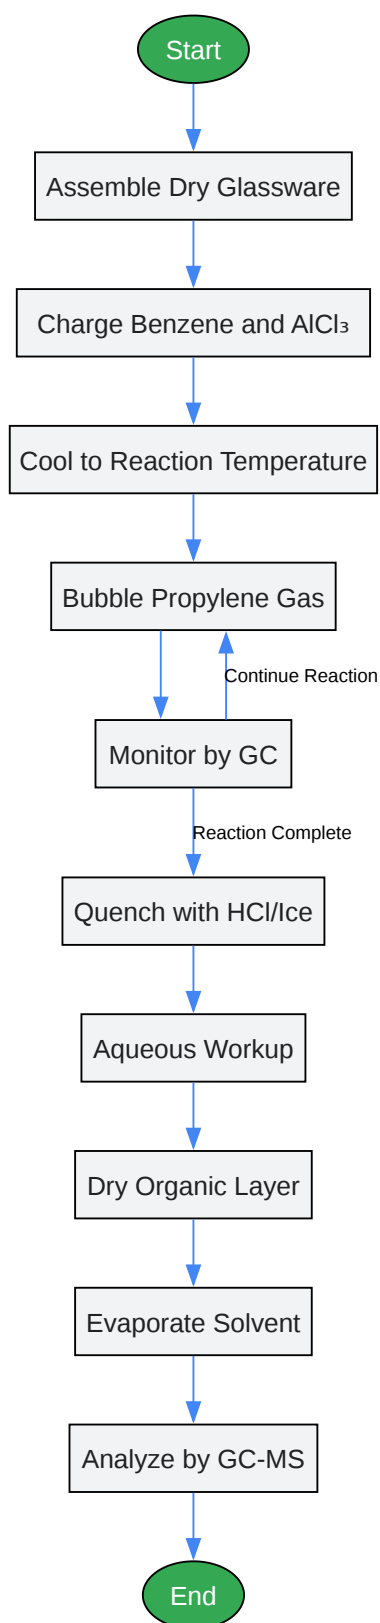 Start
Assemble Dry Glassware
Charge Benzene and AlCl₃
Cool to Reaction Temperature
Bubble Propylene Gas
Continue Reaction
Monitor by GC
Reaction Complete
Quench with HCl/Ice
Aqueous Workup
Dry Organic Layer
Evaporate Solvent
Analyze by GC-MS
End